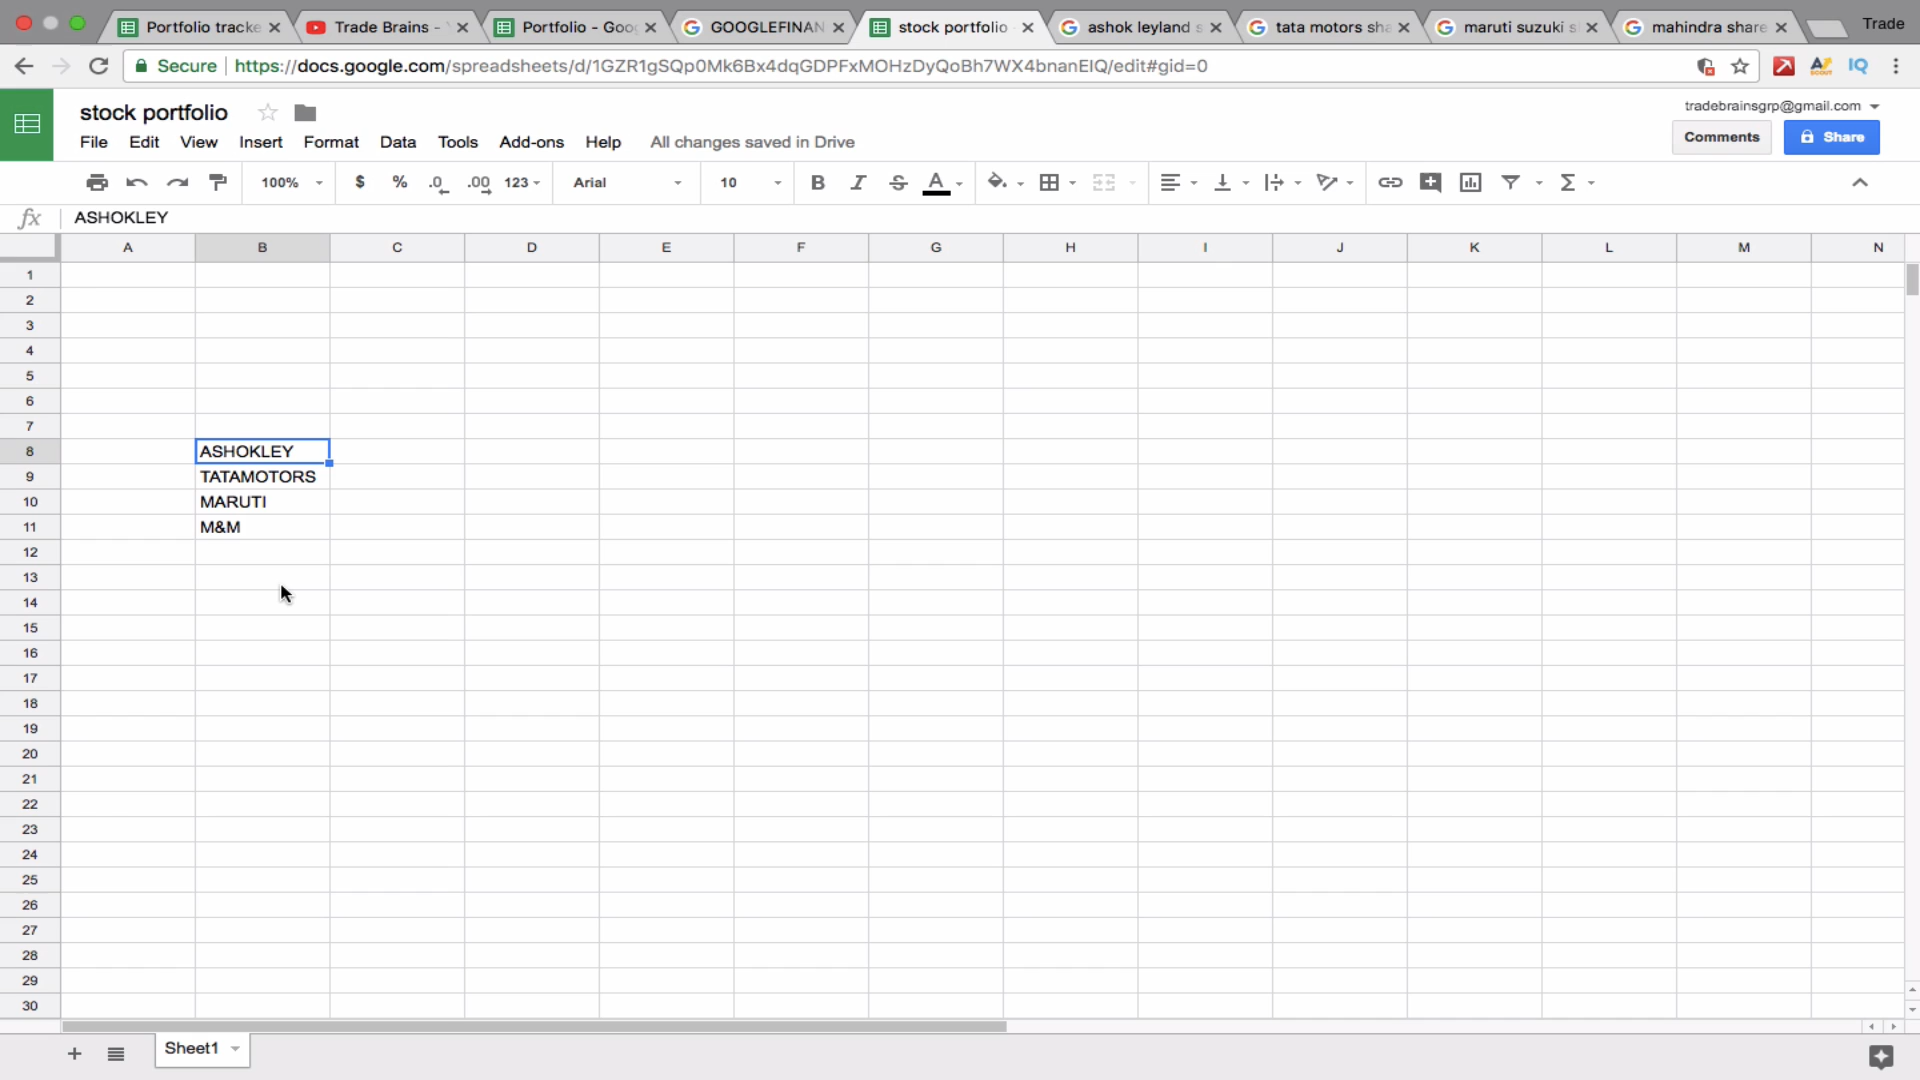 Portfolio tracke
Trade Brains -
Portfolio - Goog
GOOGLEFINAN
stock portfolio
ashok leyland s
tata motors sha
maruti suzuki s
mahindra share
Trade
Secure https://docs.google.com/spreadsheets/d/1GZR1gSQp0Mk6Bx4dqGDPFxMOHzDyQoBh7WX4bnanEIQ/edit#gid=0
IQ
stock portfolio
tradebrainsgrp@gmail.com
File Edit View Insert Format Data Tools Add-ons Help All changes saved in Drive
Comments
Share
100% $ % .0 .00 123 Arial 10 B I S A Σ
fx ASHOKLEY
A B C D E F G H I J K L M N
1
2
3
4
5
6
7
8 ASHOKLEY
9 TATAMOTORS
10 MARUTI
11 M&M
12
13
14
15
16
17
18
19
20
21
22
23
24
25
26
27
28
29
30
+ Sheet1